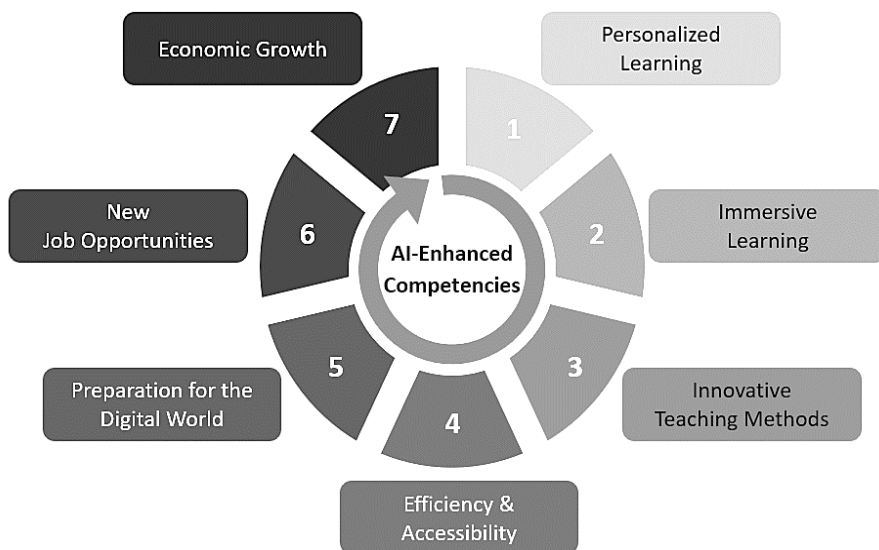 Economic Growth
Personalized
Learning
7
1
New
Job Opportunities
6
AI-Enhanced
Competencies
2
Immersive
Learning
5
3
Preparation for the
Digital World
4
Innovative
Teaching Methods
Efficiency &
Accessibility